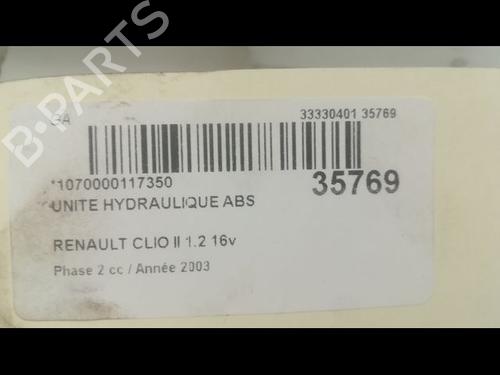 33330401 35769
*1070000117350
35769
UNITE HYDRAULIQUE ABS
RENAULT CLIO II 1.2 16v
Phase 2 cc / Année 2003
B-PARTS